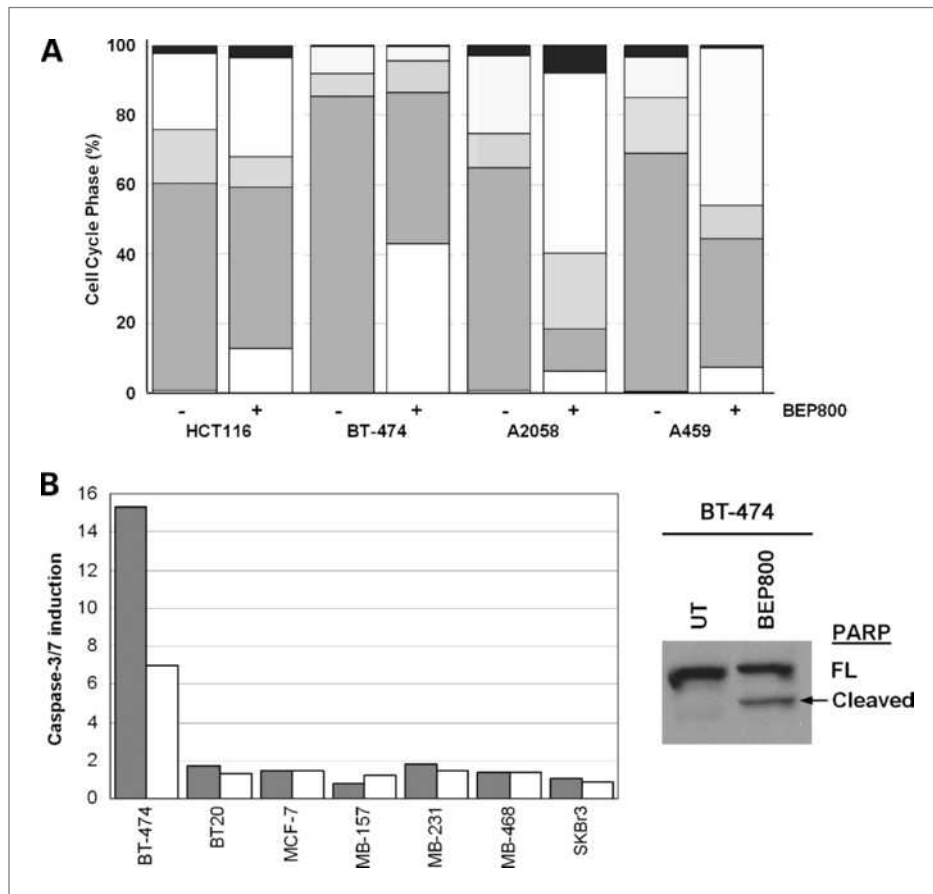 A
Cell Cycle Phase (%)
100
80
60
40
20
0
- + - + - + - + BEP800
HCT116 BT-474 A2058 A459
B
Caspase-3/7 induction
16
14
12
10
8
6
4
2
0
BT-474
BT20
MCF-7
MB-157
MB-231
MB-468
SKBr3
BT-474
UT
BEP800
PARP
FL
Cleaved